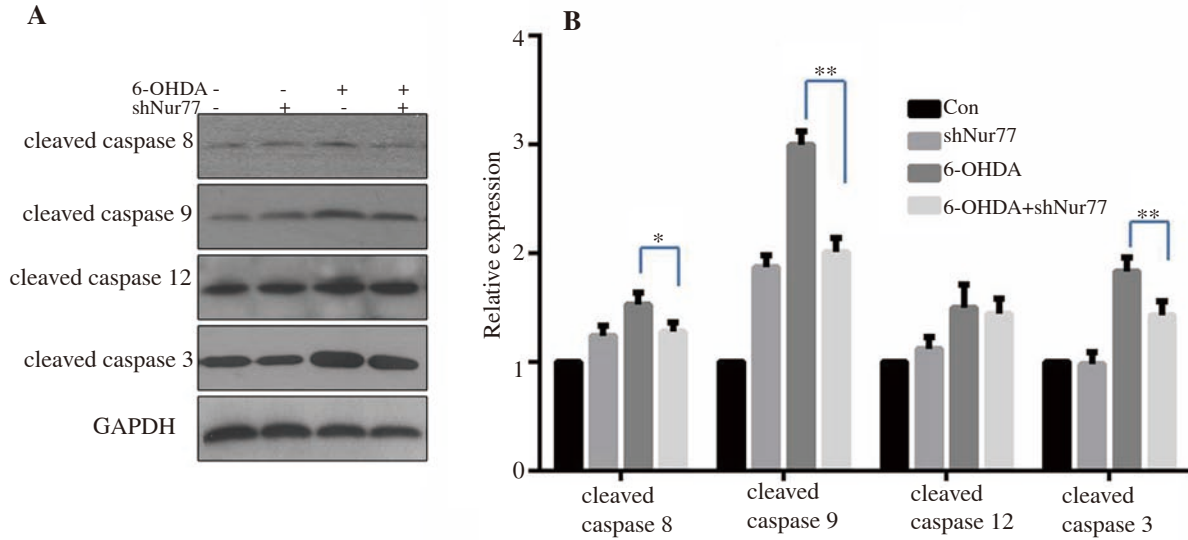 A
6-OHDA - - + +
shNur77 - + - +
cleaved caspase 8
cleaved caspase 9
cleaved caspase 12
cleaved caspase 3
GAPDH
B
Relative expression
4
3
2
1
0
*
**
**
Con
shNur77
6-OHDA
6-OHDA+shNur77
cleaved
caspase 8
cleaved
caspase 9
cleaved
caspase 12
cleaved
caspase 3